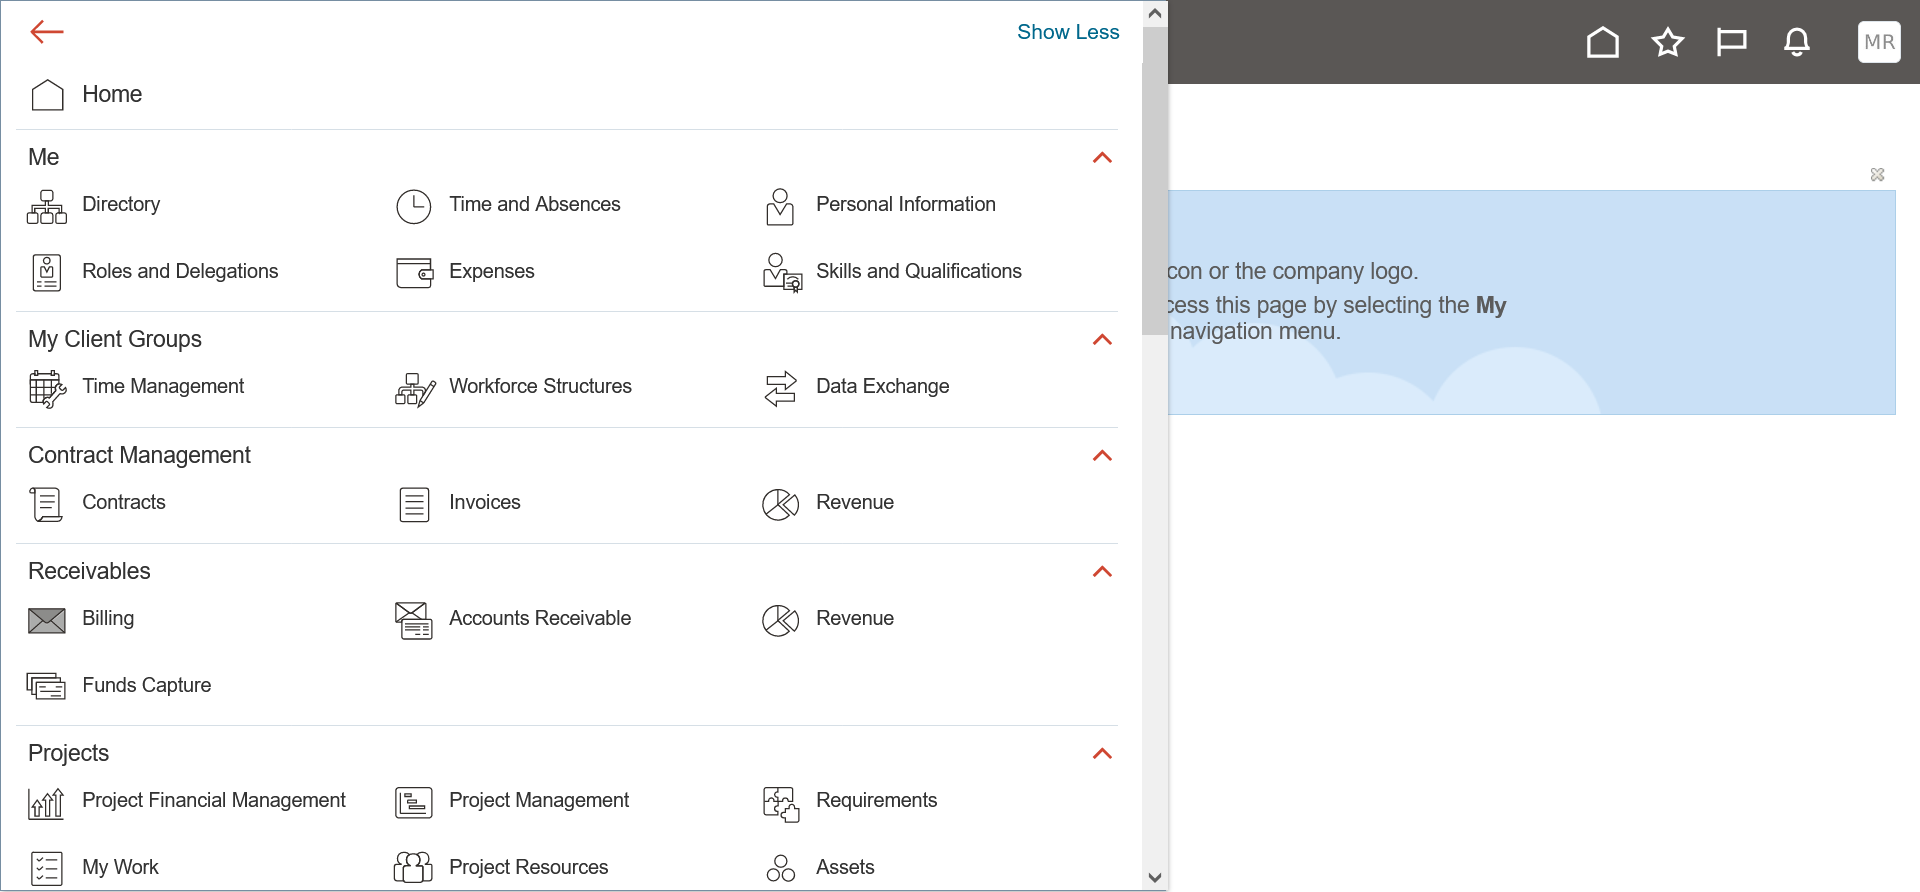 Show Less
MR
Home
Me
Directory
Time and Absences
Personal Information
Roles and Delegations
Expenses
Skills and Qualifications
con or the company logo.
cess this page by selecting the My
navigation menu.
My Client Groups
Time Management
Workforce Structures
Data Exchange
Contract Management
Contracts
Invoices
Revenue
Receivables
Billing
Accounts Receivable
Revenue
Funds Capture
Projects
Project Financial Management
Project Management
Requirements
My Work
Project Resources
Assets